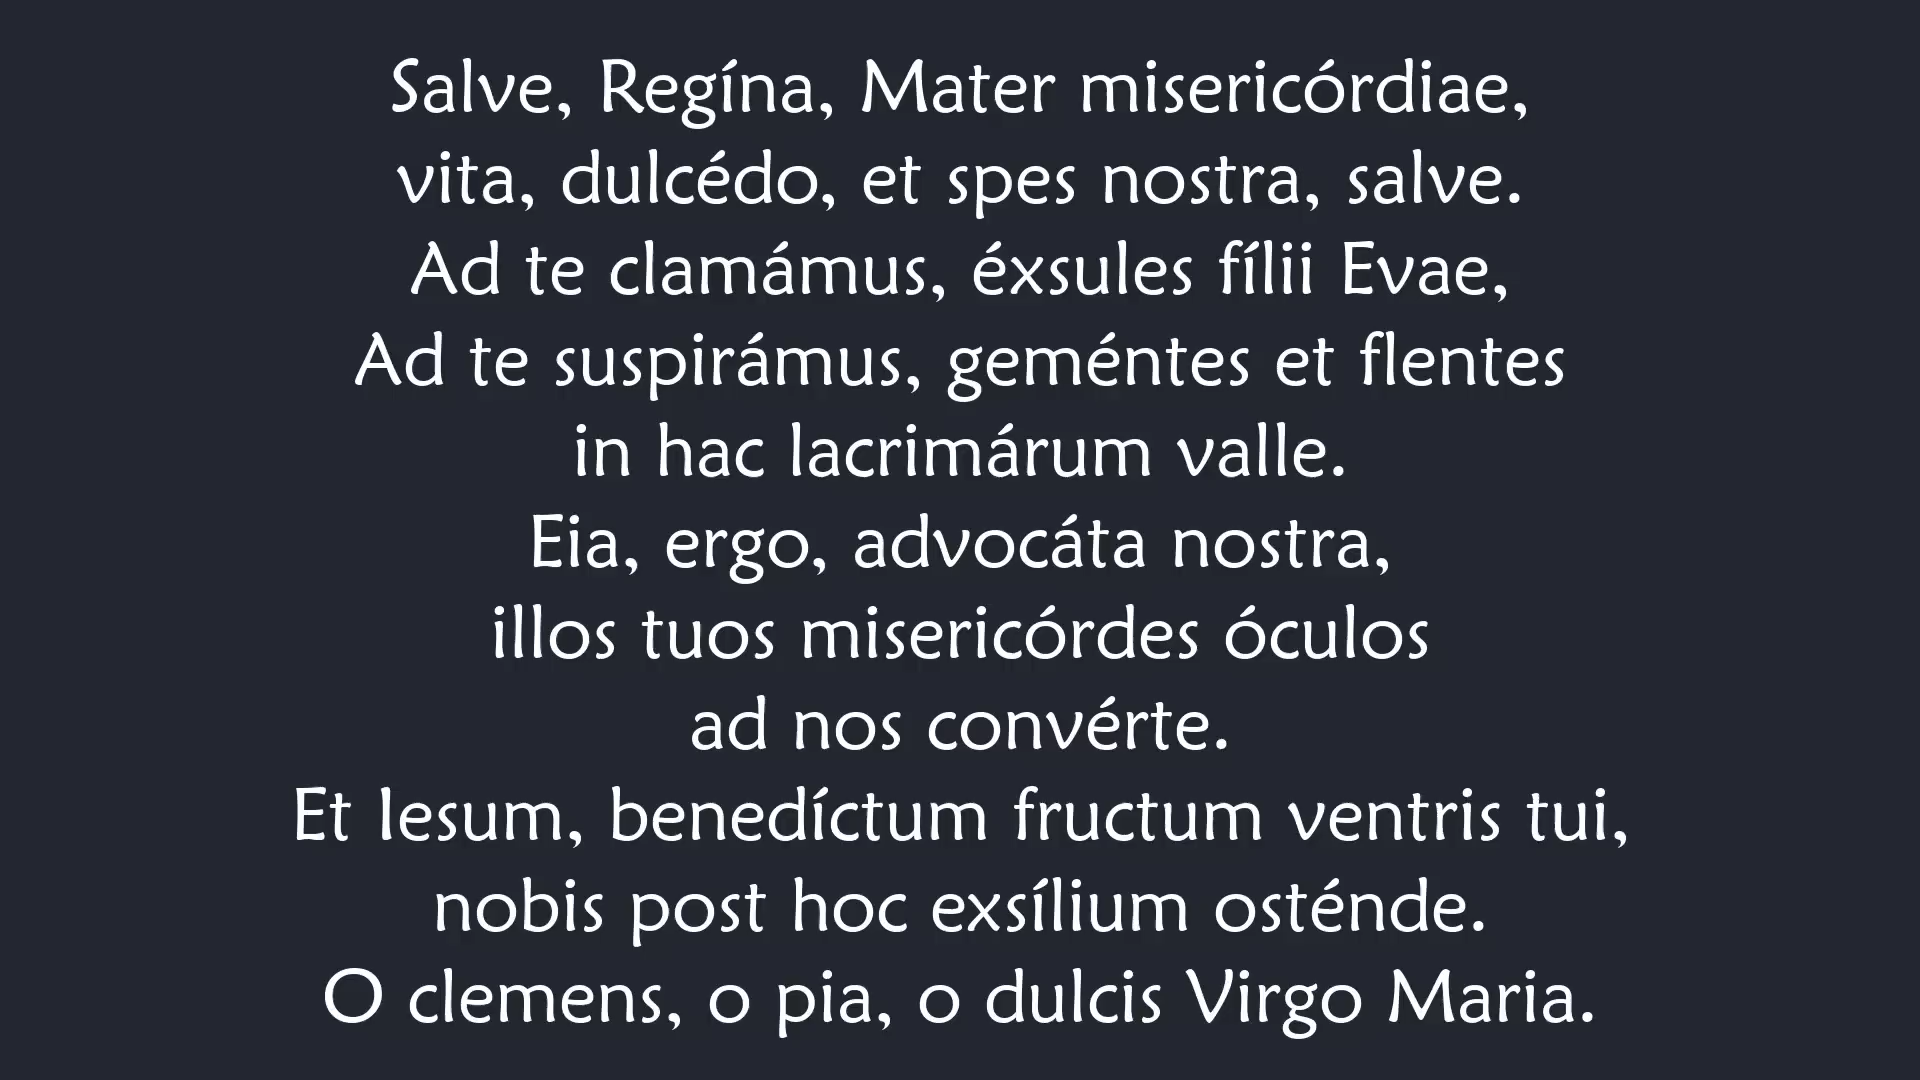 Salve, Regína, Mater misericórdiae,
vita, dulcédo, et spes nostra, salve.
Ad te clamámus, éxsules fílii Evae,
Ad te suspirámus, geméntes et flentes
in hac lacrimárum valle.
Eia, ergo, advocáta nostra,
illos tuos misericórdes óculos
ad nos convérte.
Et Iesum, benedíctum fructum ventris tui,
nobis post hoc exsílium osténde.
O clemens, o pia, o dulcis Virgo Maria.